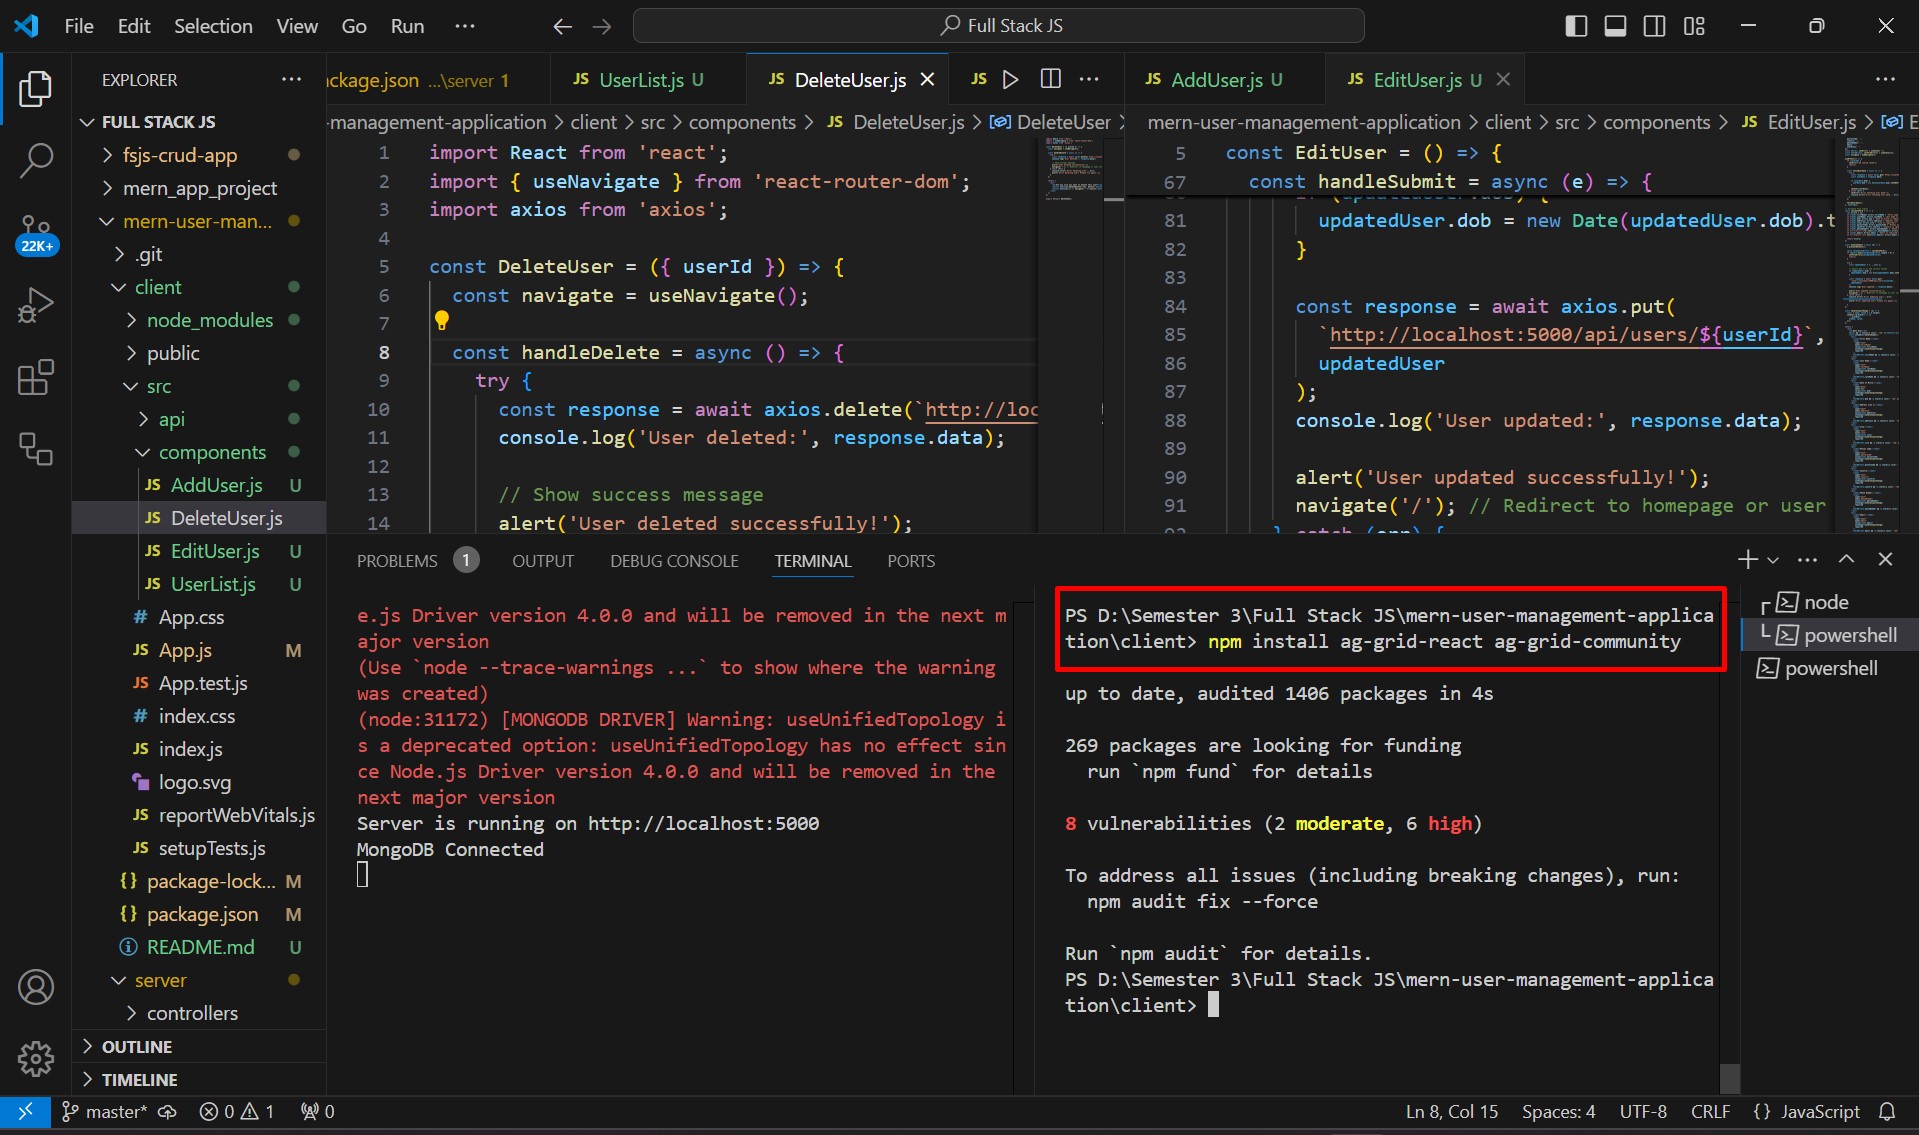 File Edit Selection View Go Run ··· Full Stack JS
EXPLORER
FULL STACK JS
fsjs-crud-app
mern_app_project
mern-user-man...
.git
client
node_modules
public
src
api
components
JS AddUser.js U
JS DeleteUser.js
JS EditUser.js U
JS UserList.js U
# App.css
JS App.js M
JS App.test.js
# index.css
JS index.js
logo.svg
JS reportWebVitals.js
JS setupTests.js
{} package-lock... M
{} package.json M
README.md U
server
controllers
OUTLINE
TIMELINE
22K+
ckage.json ...\server 1
JS UserList.js U
JS DeleteUser.js
JS
-management-application > client > src > components > JS DeleteUser.js > DeleteUser
1 import React from 'react';
2 import { useNavigate } from 'react-router-dom';
3 import axios from 'axios';
4
5 const DeleteUser = ({ userId }) => {
6 const navigate = useNavigate();
7
8 const handleDelete = async () => {
9 try {
10 const response = await axios.delete(`http://loc
11 console.log('User deleted:', response.data);
12
13 // Show success message
14 alert('User deleted successfully!');
JS AddUser.js U
JS EditUser.js U
mern-user-management-application > client > src > components > JS EditUser.js > E
5 const EditUser = () => {
67 const handleSubmit = async (e) => {
81 updatedUser.dob = new Date(updatedUser.dob).t
82 }
83
84 const response = await axios.put(
85 `http://localhost:5000/api/users/${userId}`,
86 updatedUser
87 );
88 console.log('User updated:', response.data);
89
90 alert('User updated successfully!');
91 navigate('/'); // Redirect to homepage or user
PROBLEMS 1 OUTPUT DEBUG CONSOLE TERMINAL PORTS
e.js Driver version 4.0.0 and will be removed in the next m
ajor version
(Use `node --trace-warnings ...` to show where the warning
was created)
(node:31172) [MONGODB DRIVER] Warning: useUnifiedTopology i
s a deprecated option: useUnifiedTopology has no effect sin
ce Node.js Driver version 4.0.0 and will be removed in the
next major version
Server is running on http://localhost:5000
MongoDB Connected
PS D:\Semester 3\Full Stack JS\mern-user-management-applica
tion\client> npm install ag-grid-react ag-grid-community
up to date, audited 1406 packages in 4s
269 packages are looking for funding
run `npm fund` for details
8 vulnerabilities (2 moderate, 6 high)
To address all issues (including breaking changes), run:
npm audit fix --force
Run `npm audit` for details.
PS D:\Semester 3\Full Stack JS\mern-user-management-applica
tion\client>
node
powershell
powershell
master* 0 1 0
Ln 8, Col 15 Spaces: 4 UTF-8 CRLF {} JavaScript